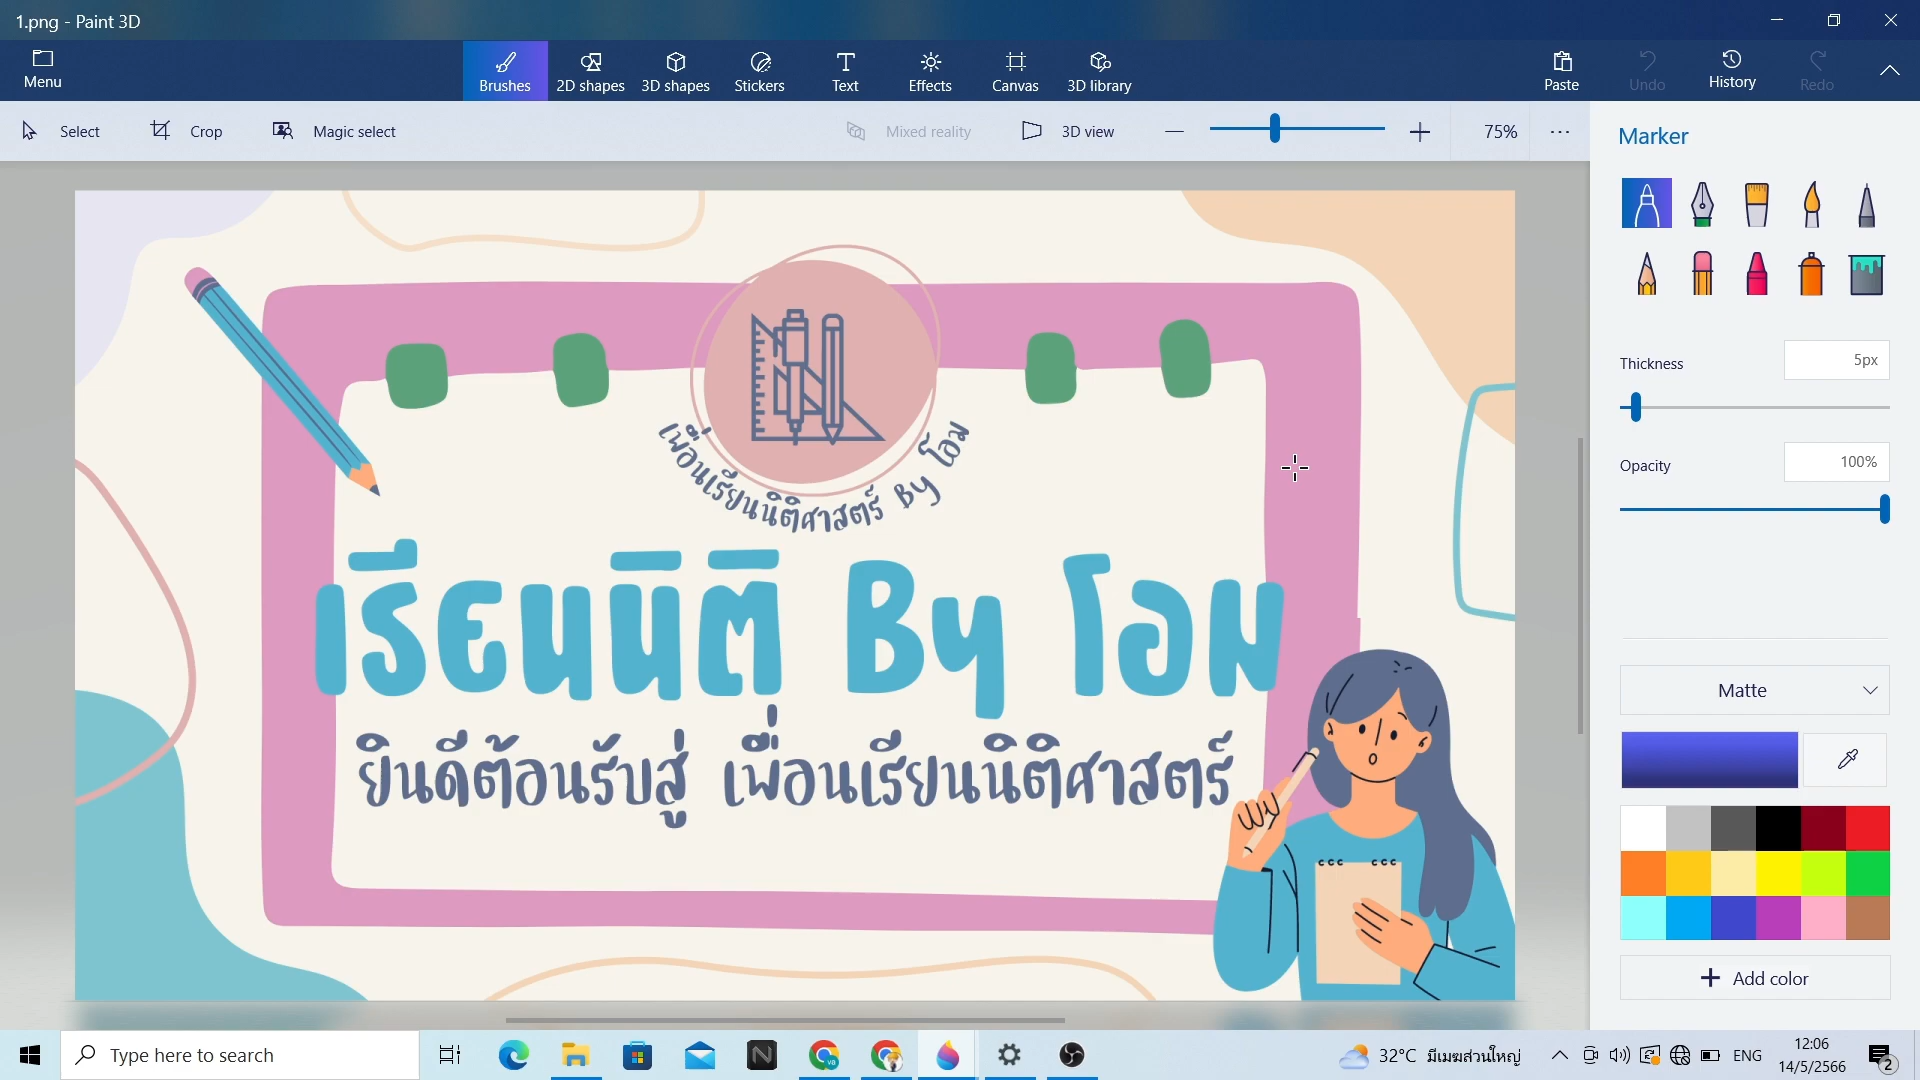 1.png - Paint 3D
Menu
Brushes
2D shapes
3D shapes
Stickers
Text
Effects
Canvas
3D library
Paste
Undo
History
Redo
Select
Crop
Magic select
Mixed reality
3D view
75%
Marker
Thickness
5px
Opacity
100%
เพื่อนเรียนนิติศาสตร์ By โอม
เรียนนิติ By โอม
ยินดีต้อนรับสู่ เพื่อนเรียนนิติศาสตร์
Matte
Add color
Type here to search
32°C มีเมฆส่วนใหญ่
ENG
12:06
14/5/2566
2